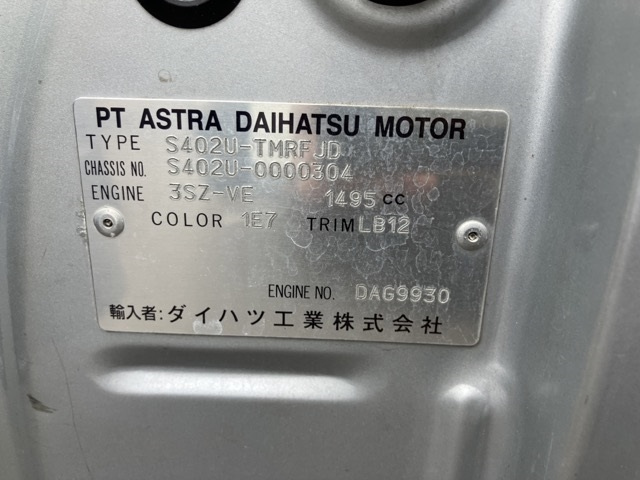 PT ASTRA DAIHATSU MOTOR
TYPE S402U-TMRFJD
CHASSIS NO. S402U-0000304
ENGINE 3SZ-VE 1495 cc
COLOR 1E7 TRIM LB12
ENGINE NO. DAG9930
輸入者:ダイハツ工業株式会社